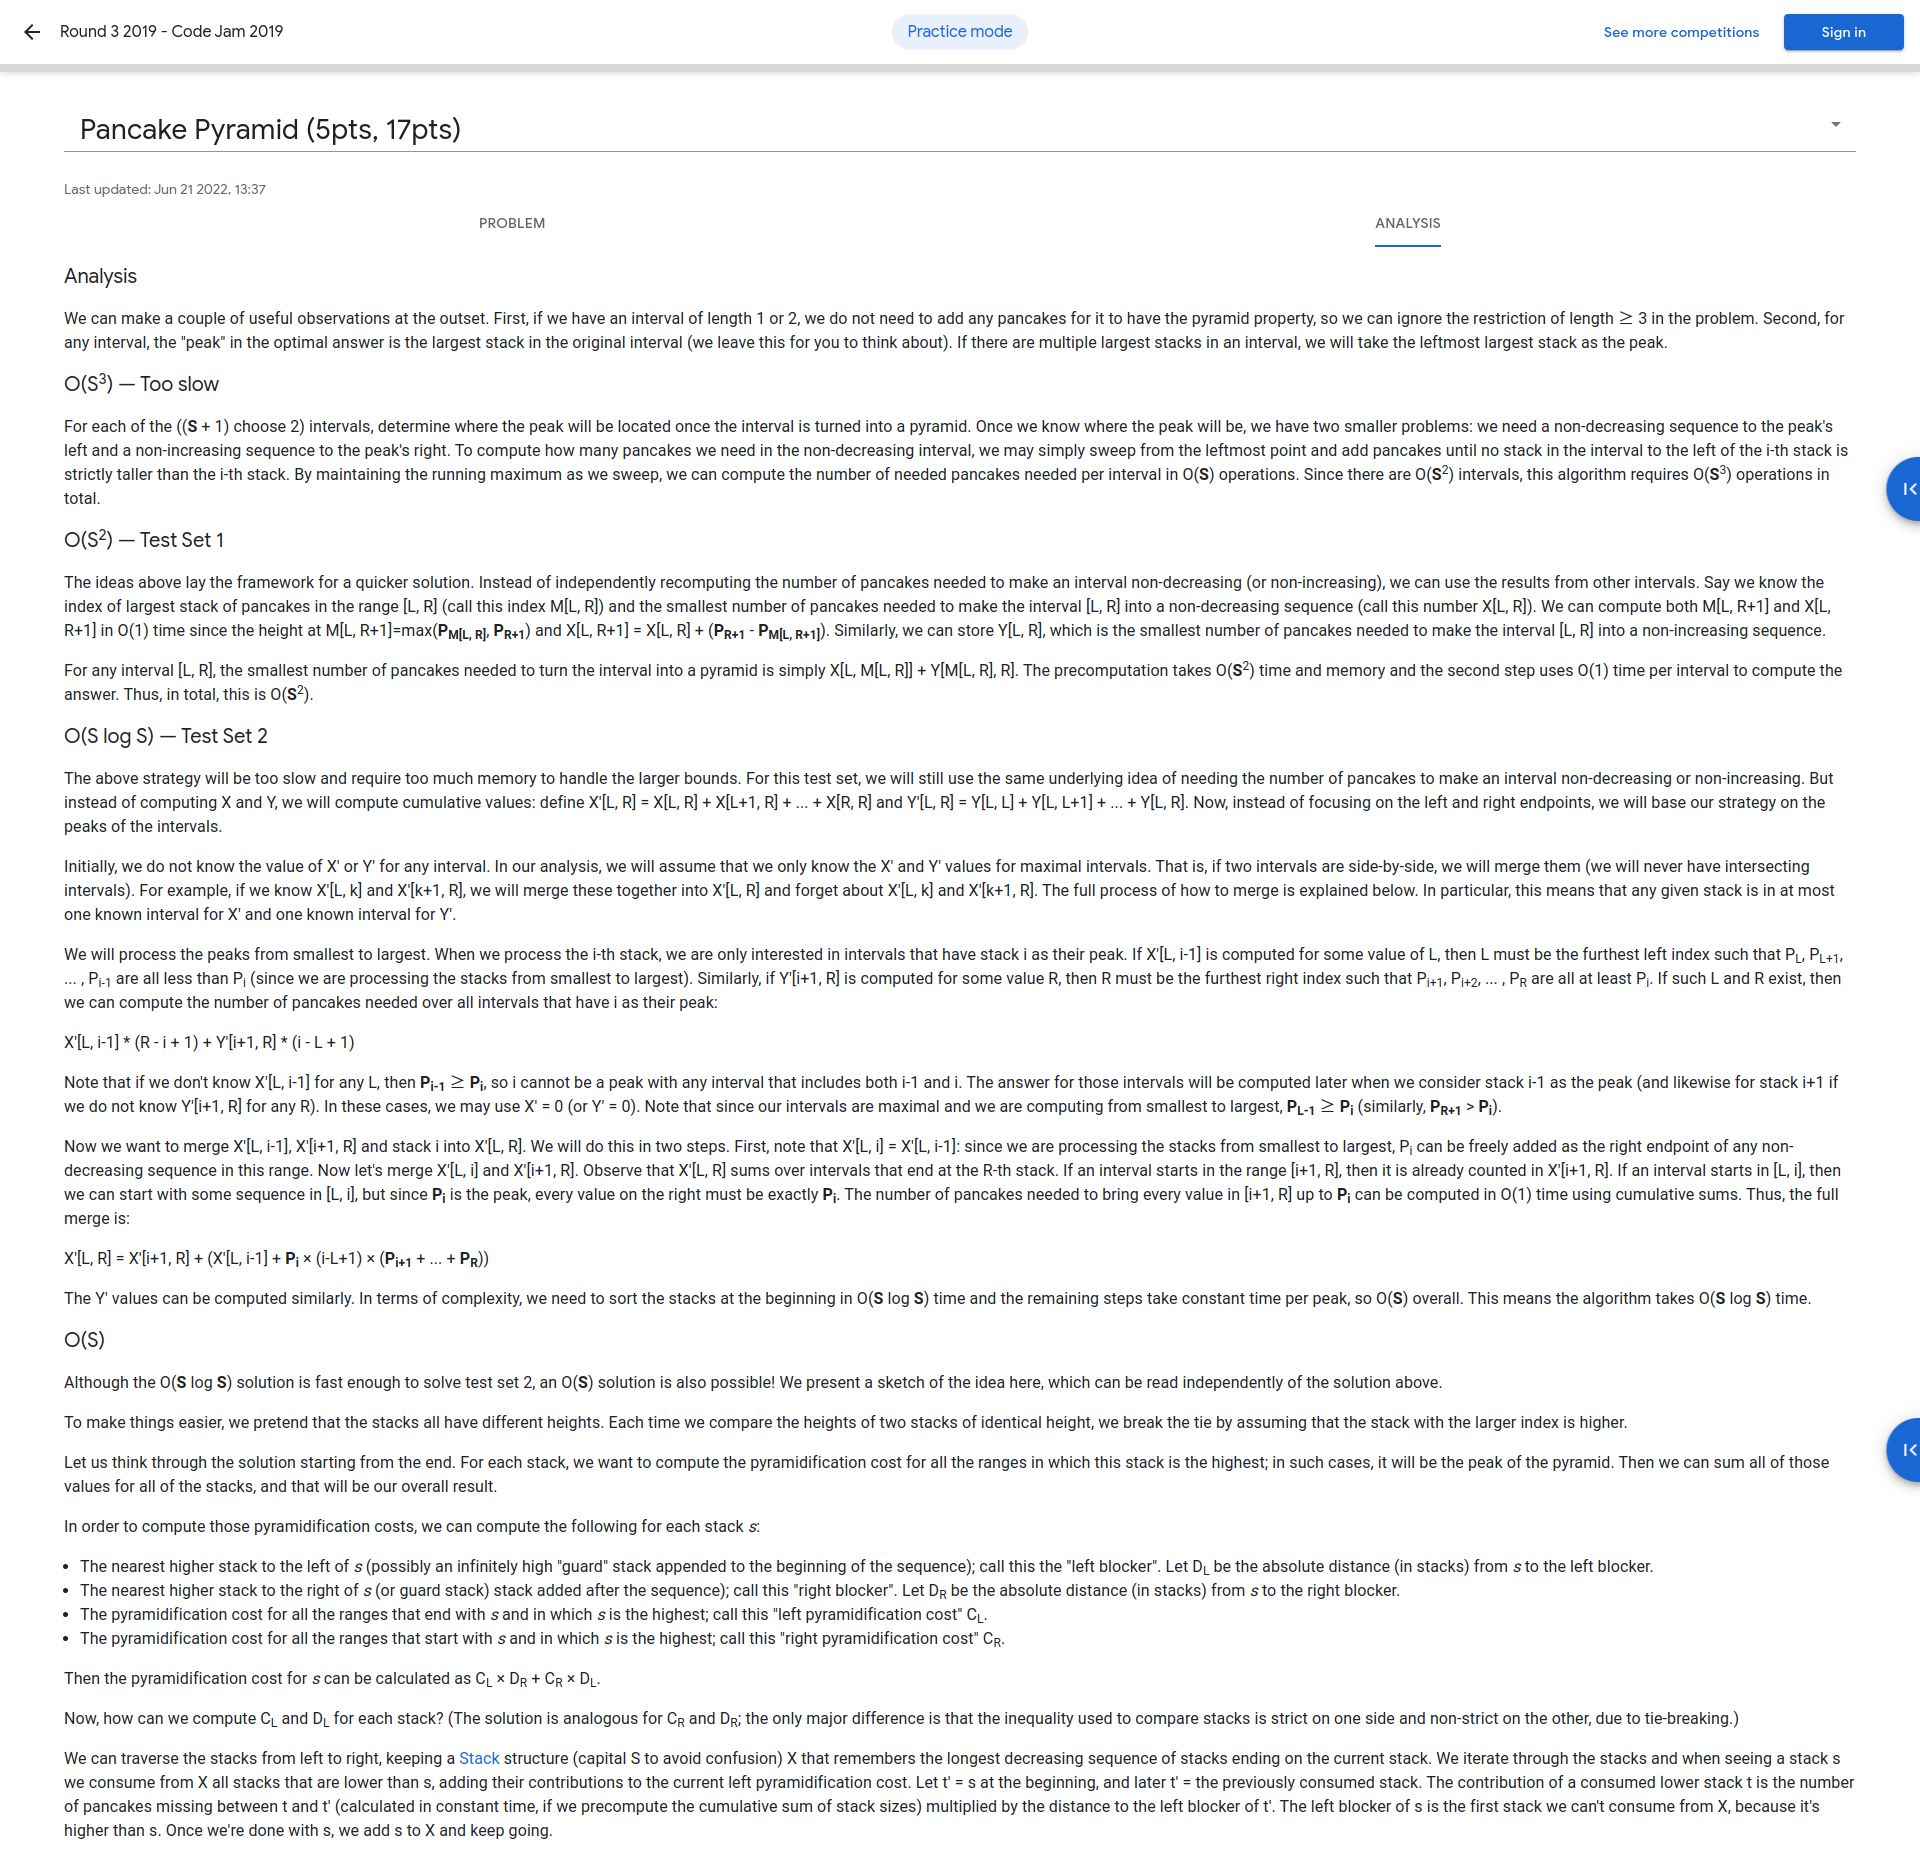 Round 3 2019 - Code Jam 2019
Practice mode
See more competitions
Sign in
Pancake Pyramid (5pts, 17pts)
Last updated: Jun 21 2022, 13:37
PROBLEM
ANALYSIS
Analysis
We can make a couple of useful observations at the outset. First, if we have an interval of length 1 or 2, we do not need to add any pancakes for it to have the pyramid property, so we can ignore the restriction of length ≥ 3 in the problem. Second, for
any interval, the "peak" in the optimal answer is the largest stack in the original interval (we leave this for you to think about). If there are multiple largest stacks in an interval, we will take the leftmost largest stack as the peak.
O(S³) — Too slow
For each of the ((S + 1) choose 2) intervals, determine where the peak will be located once the interval is turned into a pyramid. Once we know where the peak will be, we have two smaller problems: we need a non-decreasing sequence to the peak's
left and a non-increasing sequence to the peak's right. To compute how many pancakes we need in the non-decreasing interval, we may simply sweep from the leftmost point and add pancakes until no stack in the interval to the left of the i-th stack is
strictly taller than the i-th stack. By maintaining the running maximum as we sweep, we can compute the number of needed pancakes needed per interval in O(S) operations. Since there are O(S²) intervals, this algorithm requires O(S³) operations in
total.
O(S²) — Test Set 1
The ideas above lay the framework for a quicker solution. Instead of independently recomputing the number of pancakes needed to make an interval non-decreasing (or non-increasing), we can use the results from other intervals. Say we know the
index of largest stack of pancakes in the range [L, R] (call this index M[L, R]) and the smallest number of pancakes needed to make the interval [L, R] into a non-decreasing sequence (call this number X[L, R]). We can compute both M[L, R+1] and X[L,
R+1] in O(1) time since the height at M[L, R+1]=max(P_M[L, R], P_R+1) and X[L, R+1] = X[L, R] + (P_R+1 - P_M[L, R+1]). Similarly, we can store Y[L, R], which is the smallest number of pancakes needed to make the interval [L, R] into a non-increasing sequence.
For any interval [L, R], the smallest number of pancakes needed to turn the interval into a pyramid is simply X[L, M[L, R]] + Y[M[L, R], R]. The precomputation takes O(S²) time and memory and the second step uses O(1) time per interval to compute the
answer. Thus, in total, this is O(S²).
O(S log S) — Test Set 2
The above strategy will be too slow and require too much memory to handle the larger bounds. For this test set, we will still use the same underlying idea of needing the number of pancakes to make an interval non-decreasing or non-increasing. But
instead of computing X and Y, we will compute cumulative values: define X'[L, R] = X[L, R] + X[L+1, R] + ... + X[R, R] and Y'[L, R] = Y[L, L] + Y[L, L+1] + ... + Y[L, R]. Now, instead of focusing on the left and right endpoints, we will base our strategy on the
peaks of the intervals.
Initially, we do not know the value of X' or Y' for any interval. In our analysis, we will assume that we only know the X' and Y' values for maximal intervals. That is, if two intervals are side-by-side, we will merge them (we will never have intersecting
intervals). For example, if we know X'[L, k] and X'[k+1, R], we will merge these together into X'[L, R] and forget about X'[L, k] and X'[k+1, R]. The full process of how to merge is explained below. In particular, this means that any given stack is in at most
one known interval for X' and one known interval for Y'.
We will process the peaks from smallest to largest. When we process the i-th stack, we are only interested in intervals that have stack i as their peak. If X'[L, i-1] is computed for some value of L, then L must be the furthest left index such that P_L, P_L+1,
... , P_i-1 are all less than P_i (since we are processing the stacks from smallest to largest). Similarly, if Y'[i+1, R] is computed for some value R, then R must be the furthest right index such that P_i+1, P_i+2, ... , P_R are all at least P_i. If such L and R exist, then
we can compute the number of pancakes needed over all intervals that have i as their peak:
X'[L, i-1] * (R - i + 1) + Y'[i+1, R] * (i - L + 1)
Note that if we don't know X'[L, i-1] for any L, then P_i-1 ≥ P_i, so i cannot be a peak with any interval that includes both i-1 and i. The answer for those intervals will be computed later when we consider stack i-1 as the peak (and likewise for stack i+1 if
we do not know Y'[i+1, R] for any R). In these cases, we may use X' = 0 (or Y' = 0). Note that since our intervals are maximal and we are computing from smallest to largest, P_L-1 ≥ P_i (similarly, P_R+1 > P_i).
Now we want to merge X'[L, i-1], X'[i+1, R] and stack i into X'[L, R]. We will do this in two steps. First, note that X'[L, i] = X'[L, i-1]: since we are processing the stacks from smallest to largest, P_i can be freely added as the right endpoint of any non-
decreasing sequence in this range. Now let's merge X'[L, i] and X'[i+1, R]. Observe that X'[L, R] sums over intervals that end at the R-th stack. If an interval starts in the range [i+1, R], then it is already counted in X'[i+1, R]. If an interval starts in [L, i], then
we can start with some sequence in [L, i], but since P_i is the peak, every value on the right must be exactly P_i. The number of pancakes needed to bring every value in [i+1, R] up to P_i can be computed in O(1) time using cumulative sums. Thus, the full
merge is:
X'[L, R] = X'[i+1, R] + (X'[L, i-1] + P_i × (i-L+1) × (P_i+1 + ... + P_R))
The Y' values can be computed similarly. In terms of complexity, we need to sort the stacks at the beginning in O(S log S) time and the remaining steps take constant time per peak, so O(S) overall. This means the algorithm takes O(S log S) time.
O(S)
Although the O(S log S) solution is fast enough to solve test set 2, an O(S) solution is also possible! We present a sketch of the idea here, which can be read independently of the solution above.
To make things easier, we pretend that the stacks all have different heights. Each time we compare the heights of two stacks of identical height, we break the tie by assuming that the stack with the larger index is higher.
Let us think through the solution starting from the end. For each stack, we want to compute the pyramidification cost for all the ranges in which this stack is the highest; in such cases, it will be the peak of the pyramid. Then we can sum all of those
values for all of the stacks, and that will be our overall result.
In order to compute those pyramidification costs, we can compute the following for each stack s:
• The nearest higher stack to the left of s (possibly an infinitely high "guard" stack appended to the beginning of the sequence); call this the "left blocker". Let D_L be the absolute distance (in stacks) from s to the left blocker.
• The nearest higher stack to the right of s (or guard stack) stack added after the sequence); call this "right blocker". Let D_R be the absolute distance (in stacks) from s to the right blocker.
• The pyramidification cost for all the ranges that end with s and in which s is the highest; call this "left pyramidification cost" C_L.
• The pyramidification cost for all the ranges that start with s and in which s is the highest; call this "right pyramidification cost" C_R.
Then the pyramidification cost for s can be calculated as C_L × D_R + C_R × D_L.
Now, how can we compute C_L and D_L for each stack? (The solution is analogous for C_R and D_R; the only major difference is that the inequality used to compare stacks is strict on one side and non-strict on the other, due to tie-breaking.)
We can traverse the stacks from left to right, keeping a Stack structure (capital S to avoid confusion) X that remembers the longest decreasing sequence of stacks ending on the current stack. We iterate through the stacks and when seeing a stack s
we consume from X all stacks that are lower than s, adding their contributions to the current left pyramidification cost. Let t' = s at the beginning, and later t' = the previously consumed stack. The contribution of a consumed lower stack t is the number
of pancakes missing between t and t' (calculated in constant time, if we precompute the cumulative sum of stack sizes) multiplied by the distance to the left blocker of t'. The left blocker of s is the first stack we can't consume from X, because it's
higher than s. Once we're done with s, we add s to X and keep going.